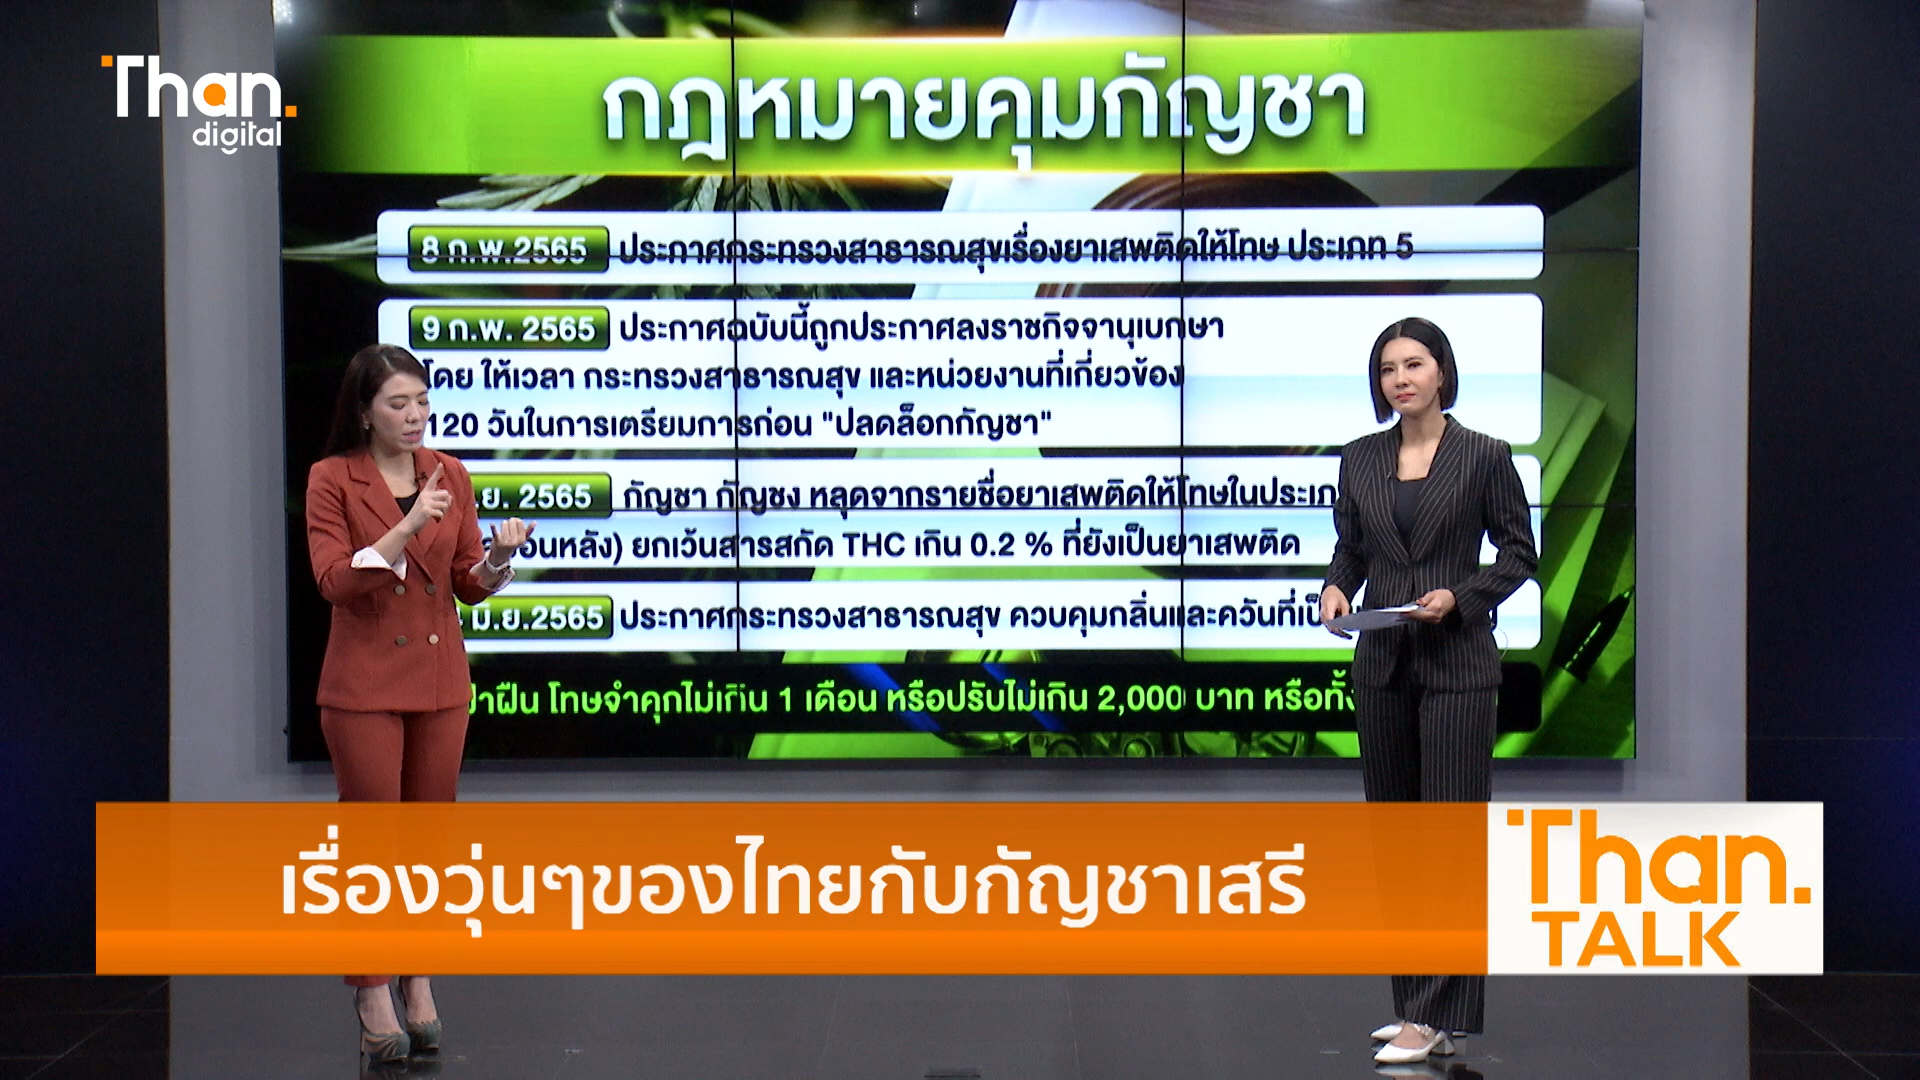 Than.
digital
กฎหมายคุมกัญชา
8 ก.พ.2565 ประกาศกระทรวงสาธารณสุขเรื่องยาเสพติดให้โทษ ประเภท 5
9 ก.พ. 2565 ประกาศฉบับนี้ถูกประกาศลงราชกิจจานุเบกษา
โดย ให้เวลา กระทรวงสาธารณสุข และหน่วยงานที่เกี่ยวข้อง
120 วันในการเตรียมการก่อน "ปลดล็อกกัญชา"
.ย. 2565 กัญชา กัญชง หลุดจากรายชื่อยาเสพติดให้โทษใน
ยกเว้นสารสกัด THC เกิน 0.2 % ที่ยังเป็นยาเสพติด
มิ.ย.2565 ประกาศกระทรวงสาธารณสุข ควบคุมกลิ่นและควันที่
โทษจำคุกไม่เกิน 1 เดือน หรือปรับไม่เกิน 2,000 บาท หรือ
เรื่องวุ่นๆของไทยกับกัญชาเสรี
Than.
TALK